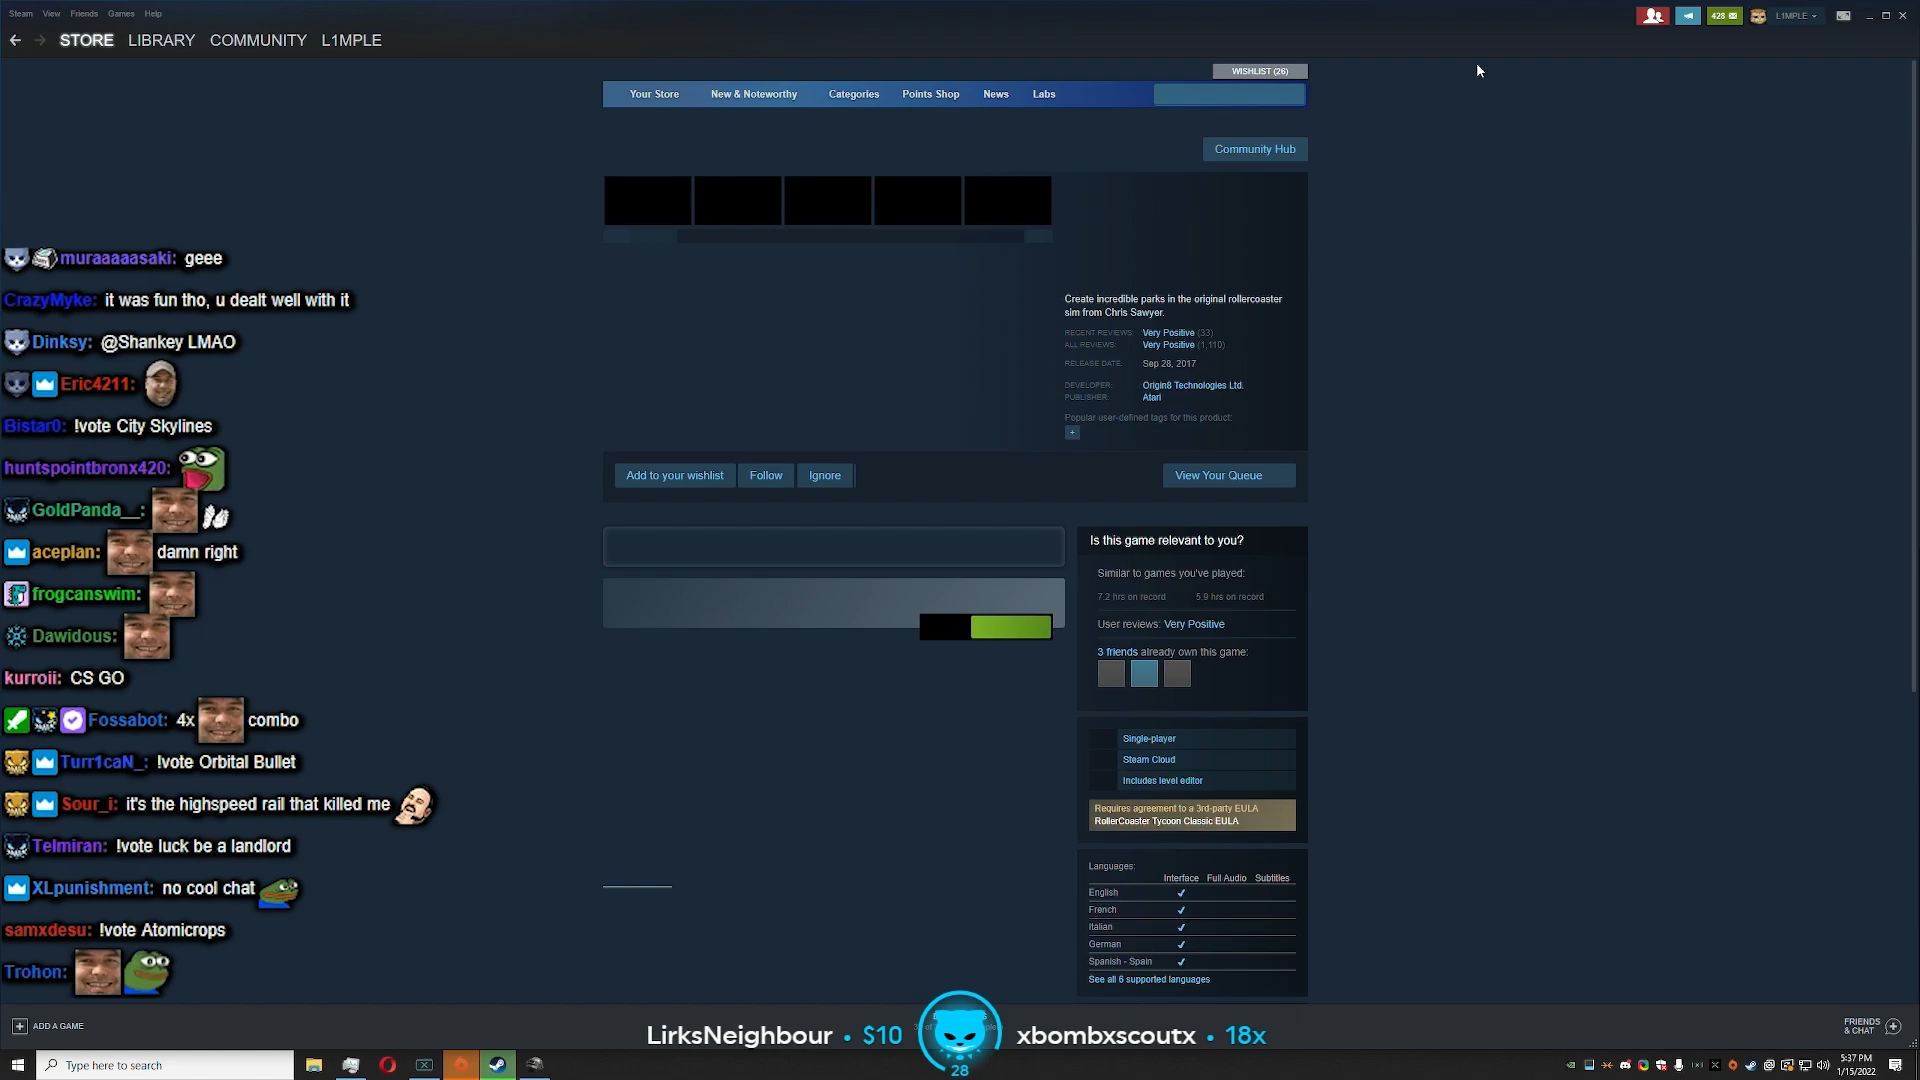 Steam View Friends Games Help
428
L1MPLE
STORE LIBRARY COMMUNITY L1MPLE
WISHLIST (26)
Your Store New & Noteworthy Categories Points Shop News Labs
Community Hub
Create incredible parks in the original rollercoaster
sim from Chris Sawyer.
RECENT REVIEWS: Very Positive (33)
ALL REVIEWS: Very Positive (1,110)
RELEASE DATE: Sep 28, 2017
DEVELOPER: Origin8 Technologies Ltd.
PUBLISHER: Atari
Popular user-defined tags for this product:
+
Add to your wishlist Follow Ignore View Your Queue
Is this game relevant to you?
Similar to games you've played:
7.2 hrs on record 5.9 hrs on record
User reviews: Very Positive
3 friends already own this game:
Single-player
Steam Cloud
Includes level editor
Requires agreement to a 3rd-party EULA
RollerCoaster Tycoon Classic EULA
Languages:
Interface Full Audio Subtitles
English
French
Italian
German
Spanish - Spain
See all 6 supported languages
muraaaaasaki: geee
CrazyMyke: it was fun tho, u dealt well with it
Dinksy: @Shankey LMAO
Eric4211:
Bistar0: !vote City Skylines
huntspointbronx420:
GoldPanda__:
aceplan: damn right
frogcanswim:
Dawidous:
kurroii: CS GO
Fossabot: 4x combo
Turr1caN_: !vote Orbital Bullet
Sour_i: it's the highspeed rail that killed me
Telmiran: !vote luck be a landlord
XLpunishment: no cool chat
samxdesu: !vote Atomicrops
Trohon:
ADD A GAME
FRIENDS
& CHAT
LirksNeighbour • $10
28
xbombxscoutx • 18x
Type here to search
5:37 PM
1/15/2022